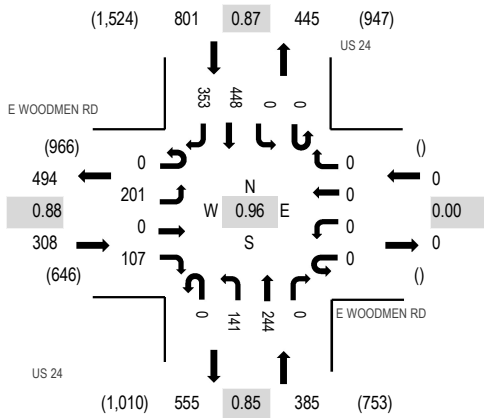 (1,524) 801 0.87 445 (947)
US 24
353 448 0 0
E WOODMEN RD
(966) 0 0 ()
494 0
201 0
N
0.88 W 0.96 E 0.00
0 0
308 S 0
107 0
(646) ()
0 141 244 0
E WOODMEN RD
US 24
(1,010) 555 0.85 385 (753)